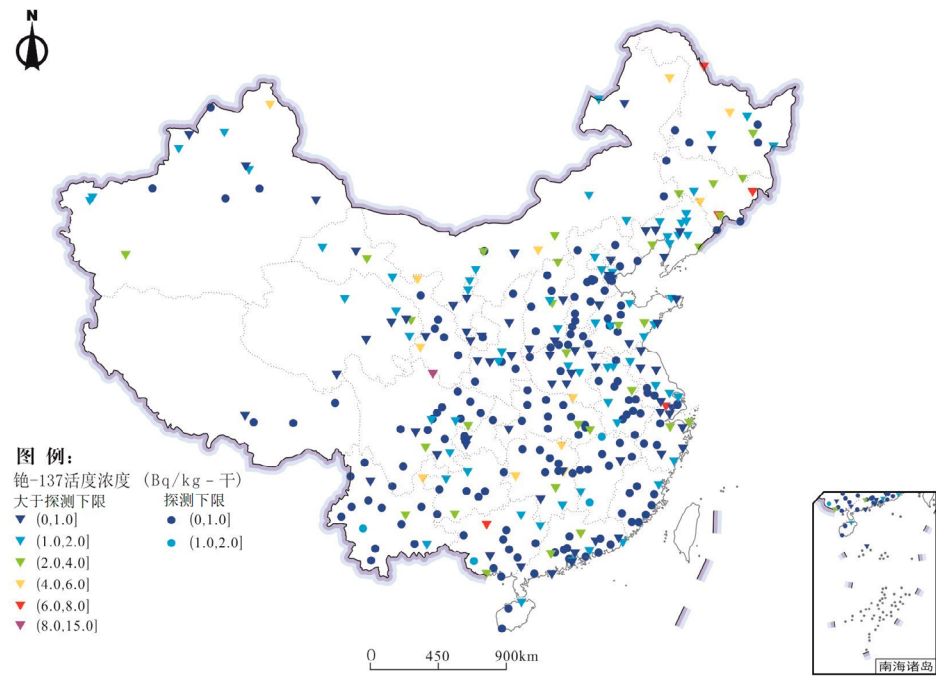 N
图 例:
铯-137活度浓度 (Bq/kg-干)
大于探测下限 探测下限
(0,1.0] (0,1.0]
(1.0,2.0] (1.0,2.0]
(2.0,4.0]
(4.0,6.0]
(6.0,8.0]
(8.0,15.0]
0 450 900km
南海诸岛